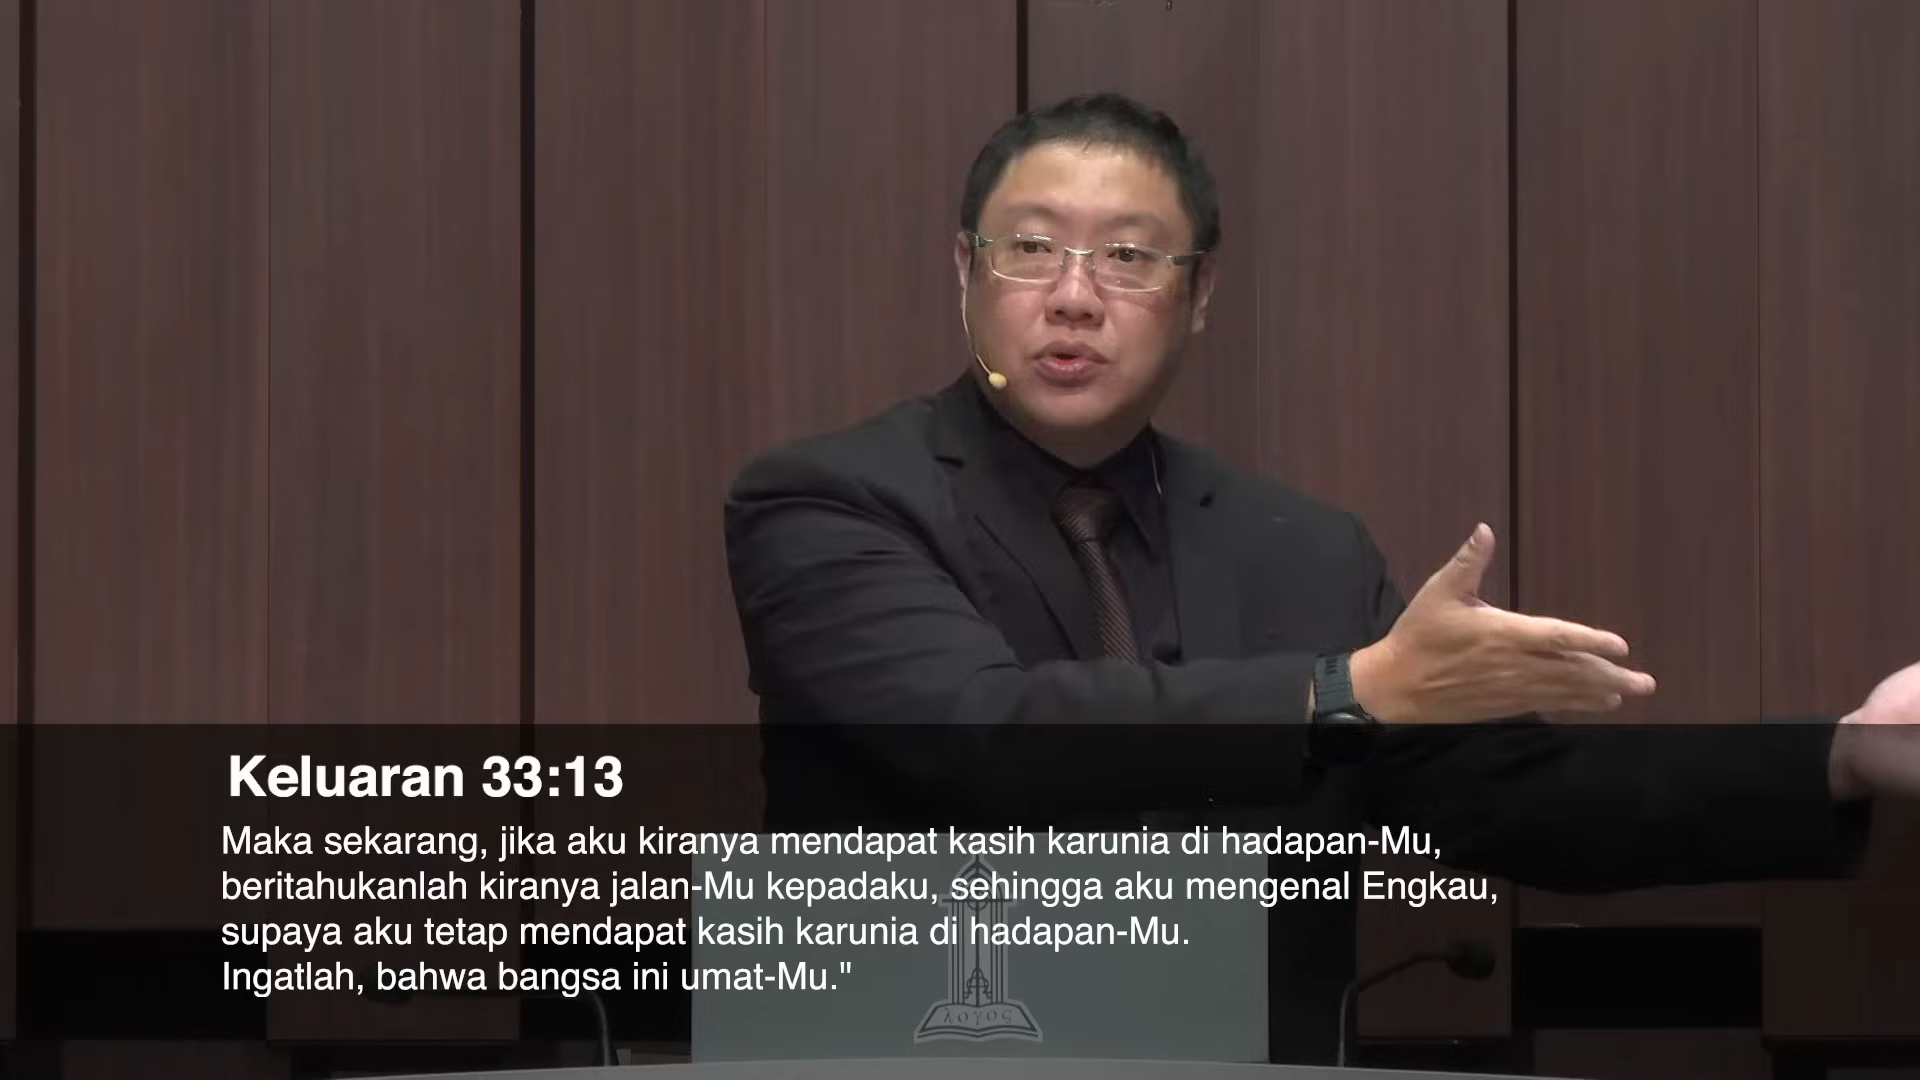 Keluaran 33:13
Maka sekarang, jika aku kiranya mendapat kasih karunia di hadapan-Mu,
beritahukanlah kiranya jalan-Mu kepadaku, sehingga aku mengenal Engkau,
supaya aku tetap mendapat kasih karunia di hadapan-Mu.
Ingatlah, bahwa bangsa ini umat-Mu."
λογος